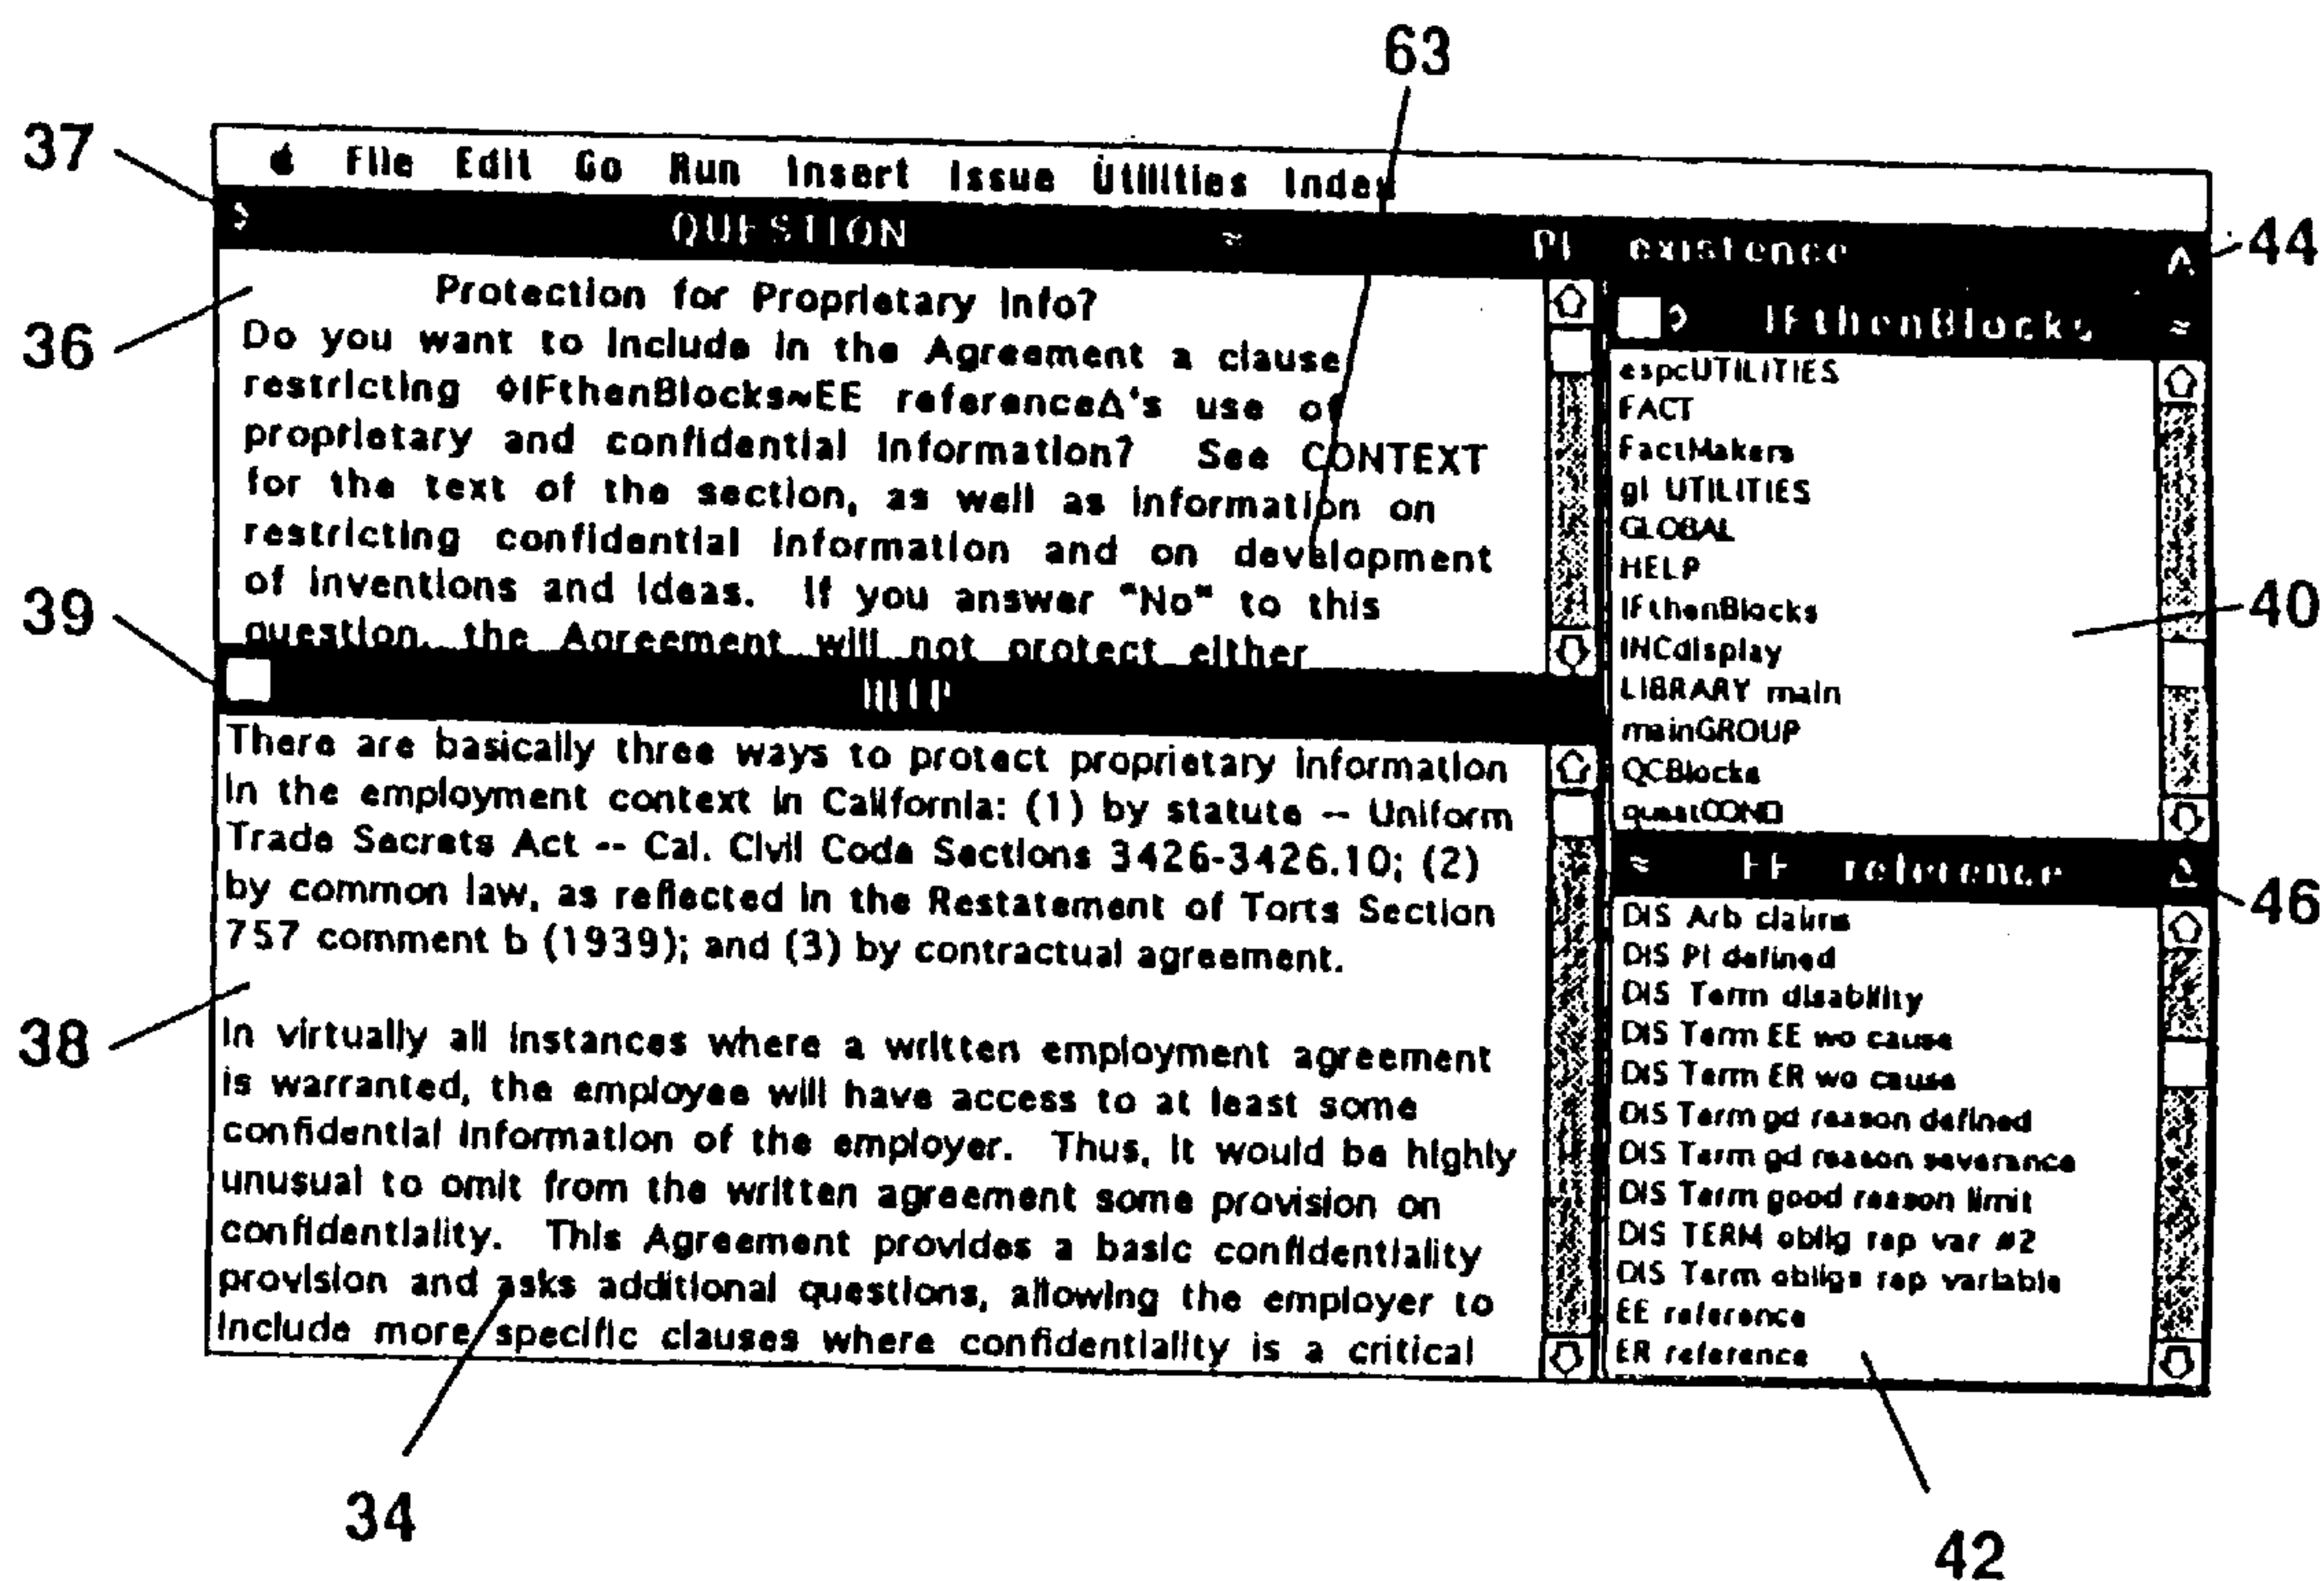 63
37
File Edit Go Run Insert Issue Utilities Index
QUESTION ≈ PI existence
44
36
Protection for Proprietary Info?
Do you want to include in the Agreement a clause
restricting ◊IFthenBlocks~EE reference∆'s use of
proprietary and confidential information? See CONTEXT
for the text of the section, as well as information on
restricting confidential information and on development
of inventions and ideas. If you answer "No" to this
question, the Agreement will not protect either
39
HELP
There are basically three ways to protect proprietary information
in the employment context in California: (1) by statute -- Uniform
Trade Secrets Act -- Cal. Civil Code Sections 3426-3426.10; (2)
by common law, as reflected in the Restatement of Torts Section
757 comment b (1939); and (3) by contractual agreement.
38
In virtually all instances where a written employment agreement
is warranted, the employee will have access to at least some
confidential information of the employer. Thus, it would be highly
unusual to omit from the written agreement some provision on
confidentiality. This Agreement provides a basic confidentiality
provision and asks additional questions, allowing the employer to
include more specific clauses where confidentiality is a critical
34
IFthenBlocks ≈
espcUTILITIES
FACT
FactMakers
gl UTILITIES
GLOBAL
HELP
IFthenBlocks
INCdisplay
LIBRARY main
mainGROUP
QCBlocks
questCOND
40
≈ EE reference
46
DIS Arb claims
DIS PI defined
DIS Term disability
DIS Term EE wo cause
DIS Term ER wo cause
DIS Term gd reason defined
DIS Term gd reason severance
DIS Term good reason limit
DIS TERM oblig rep var #2
DIS Term obligs rep variable
EE reference
ER reference
42